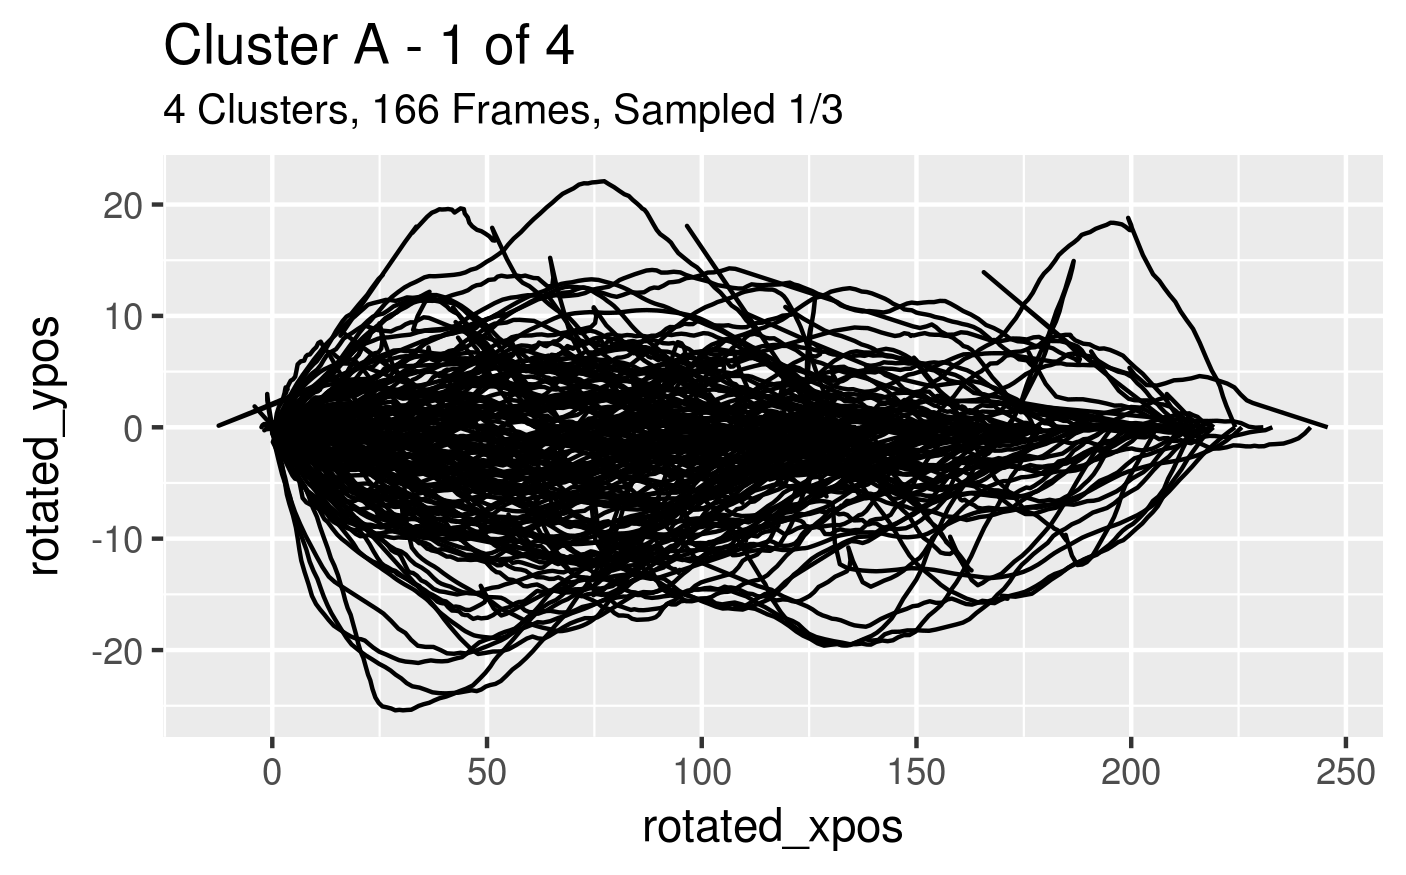 Cluster A - 1 of 4
4 Clusters, 166 Frames, Sampled 1/3
rotated_ypos
20
10
0
-10
-20
0 50 100 150 200 250
rotated_xpos